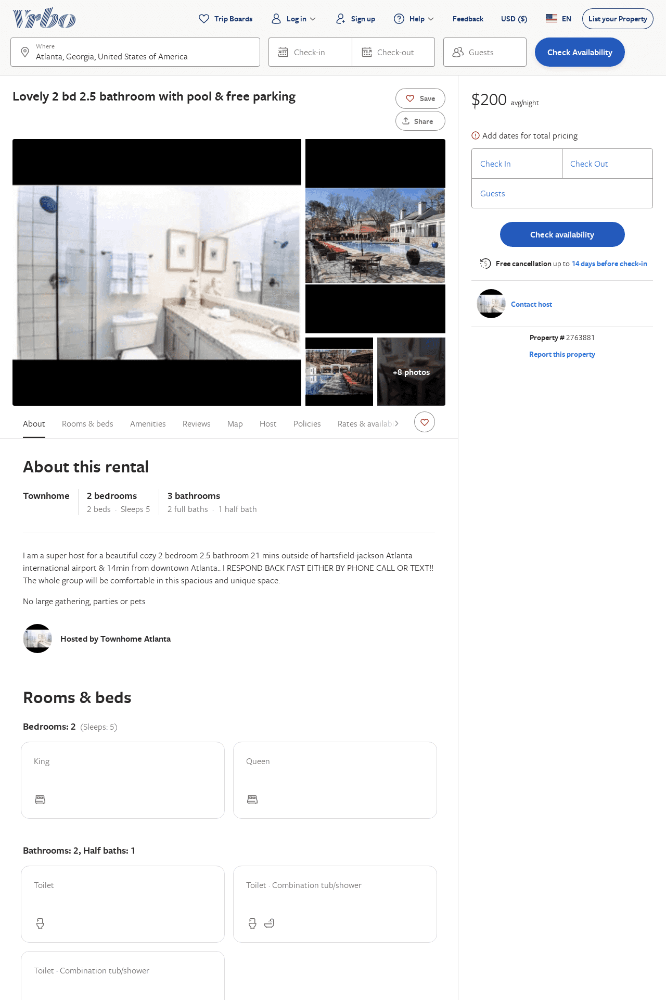 Vrbo
Trip Boards
Log in
Sign up
Help
Feedback
USD ($)
EN
List your Property
Where
Atlanta, Georgia, United States of America
Check-in
Check-out
Guests
Check Availability
Lovely 2 bd 2.5 bathroom with pool & free parking
Save
Share
+8 photos
$200 avg/night
Add dates for total pricing
Check In
Check Out
Guests
Check availability
Free cancellation up to 14 days before check-in
Contact host
Property # 2763881
Report this property
About
Rooms & beds
Amenities
Reviews
Map
Host
Policies
Rates & availab
About this rental
Townhome
2 bedrooms
2 beds · Sleeps 5
3 bathrooms
2 full baths · 1 half bath
I am a super host for a beautiful cozy 2 bedroom 2.5 bathroom 21 mins outside of hartsfield-jackson Atlanta
international airport & 14min from downtown Atlanta.. I RESPOND BACK FAST EITHER BY PHONE CALL OR TEXT!!
The whole group will be comfortable in this spacious and unique space.
No large gathering, parties or pets
Hosted by Townhome Atlanta
Rooms & beds
Bedrooms: 2 (Sleeps: 5)
King
Queen
Bathrooms: 2, Half baths: 1
Toilet
Toilet · Combination tub/shower
Toilet · Combination tub/shower